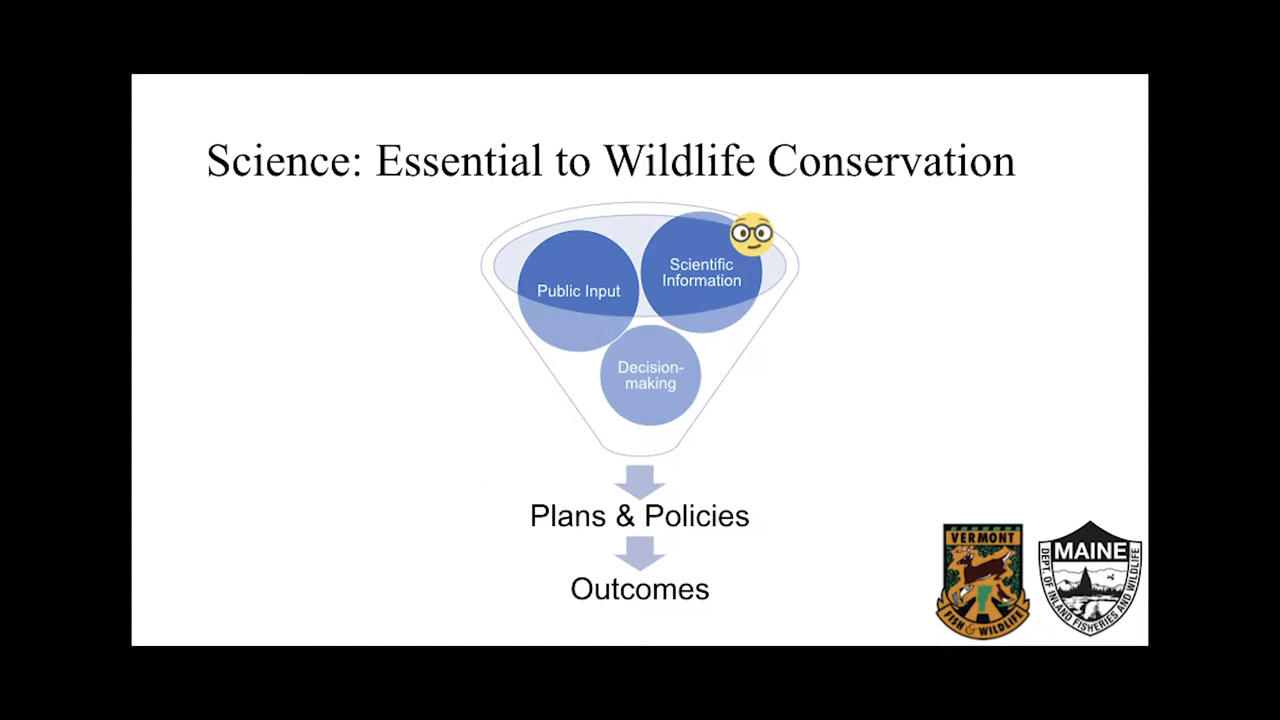 Science: Essential to Wildlife Conservation
Public Input
Scientific
Information
Decision-
making
Plans & Policies
Outcomes
VERMONT
FISH & WILDLIFE
MAINE
DEPT. OF INLAND FISHERIES AND WILDLIFE